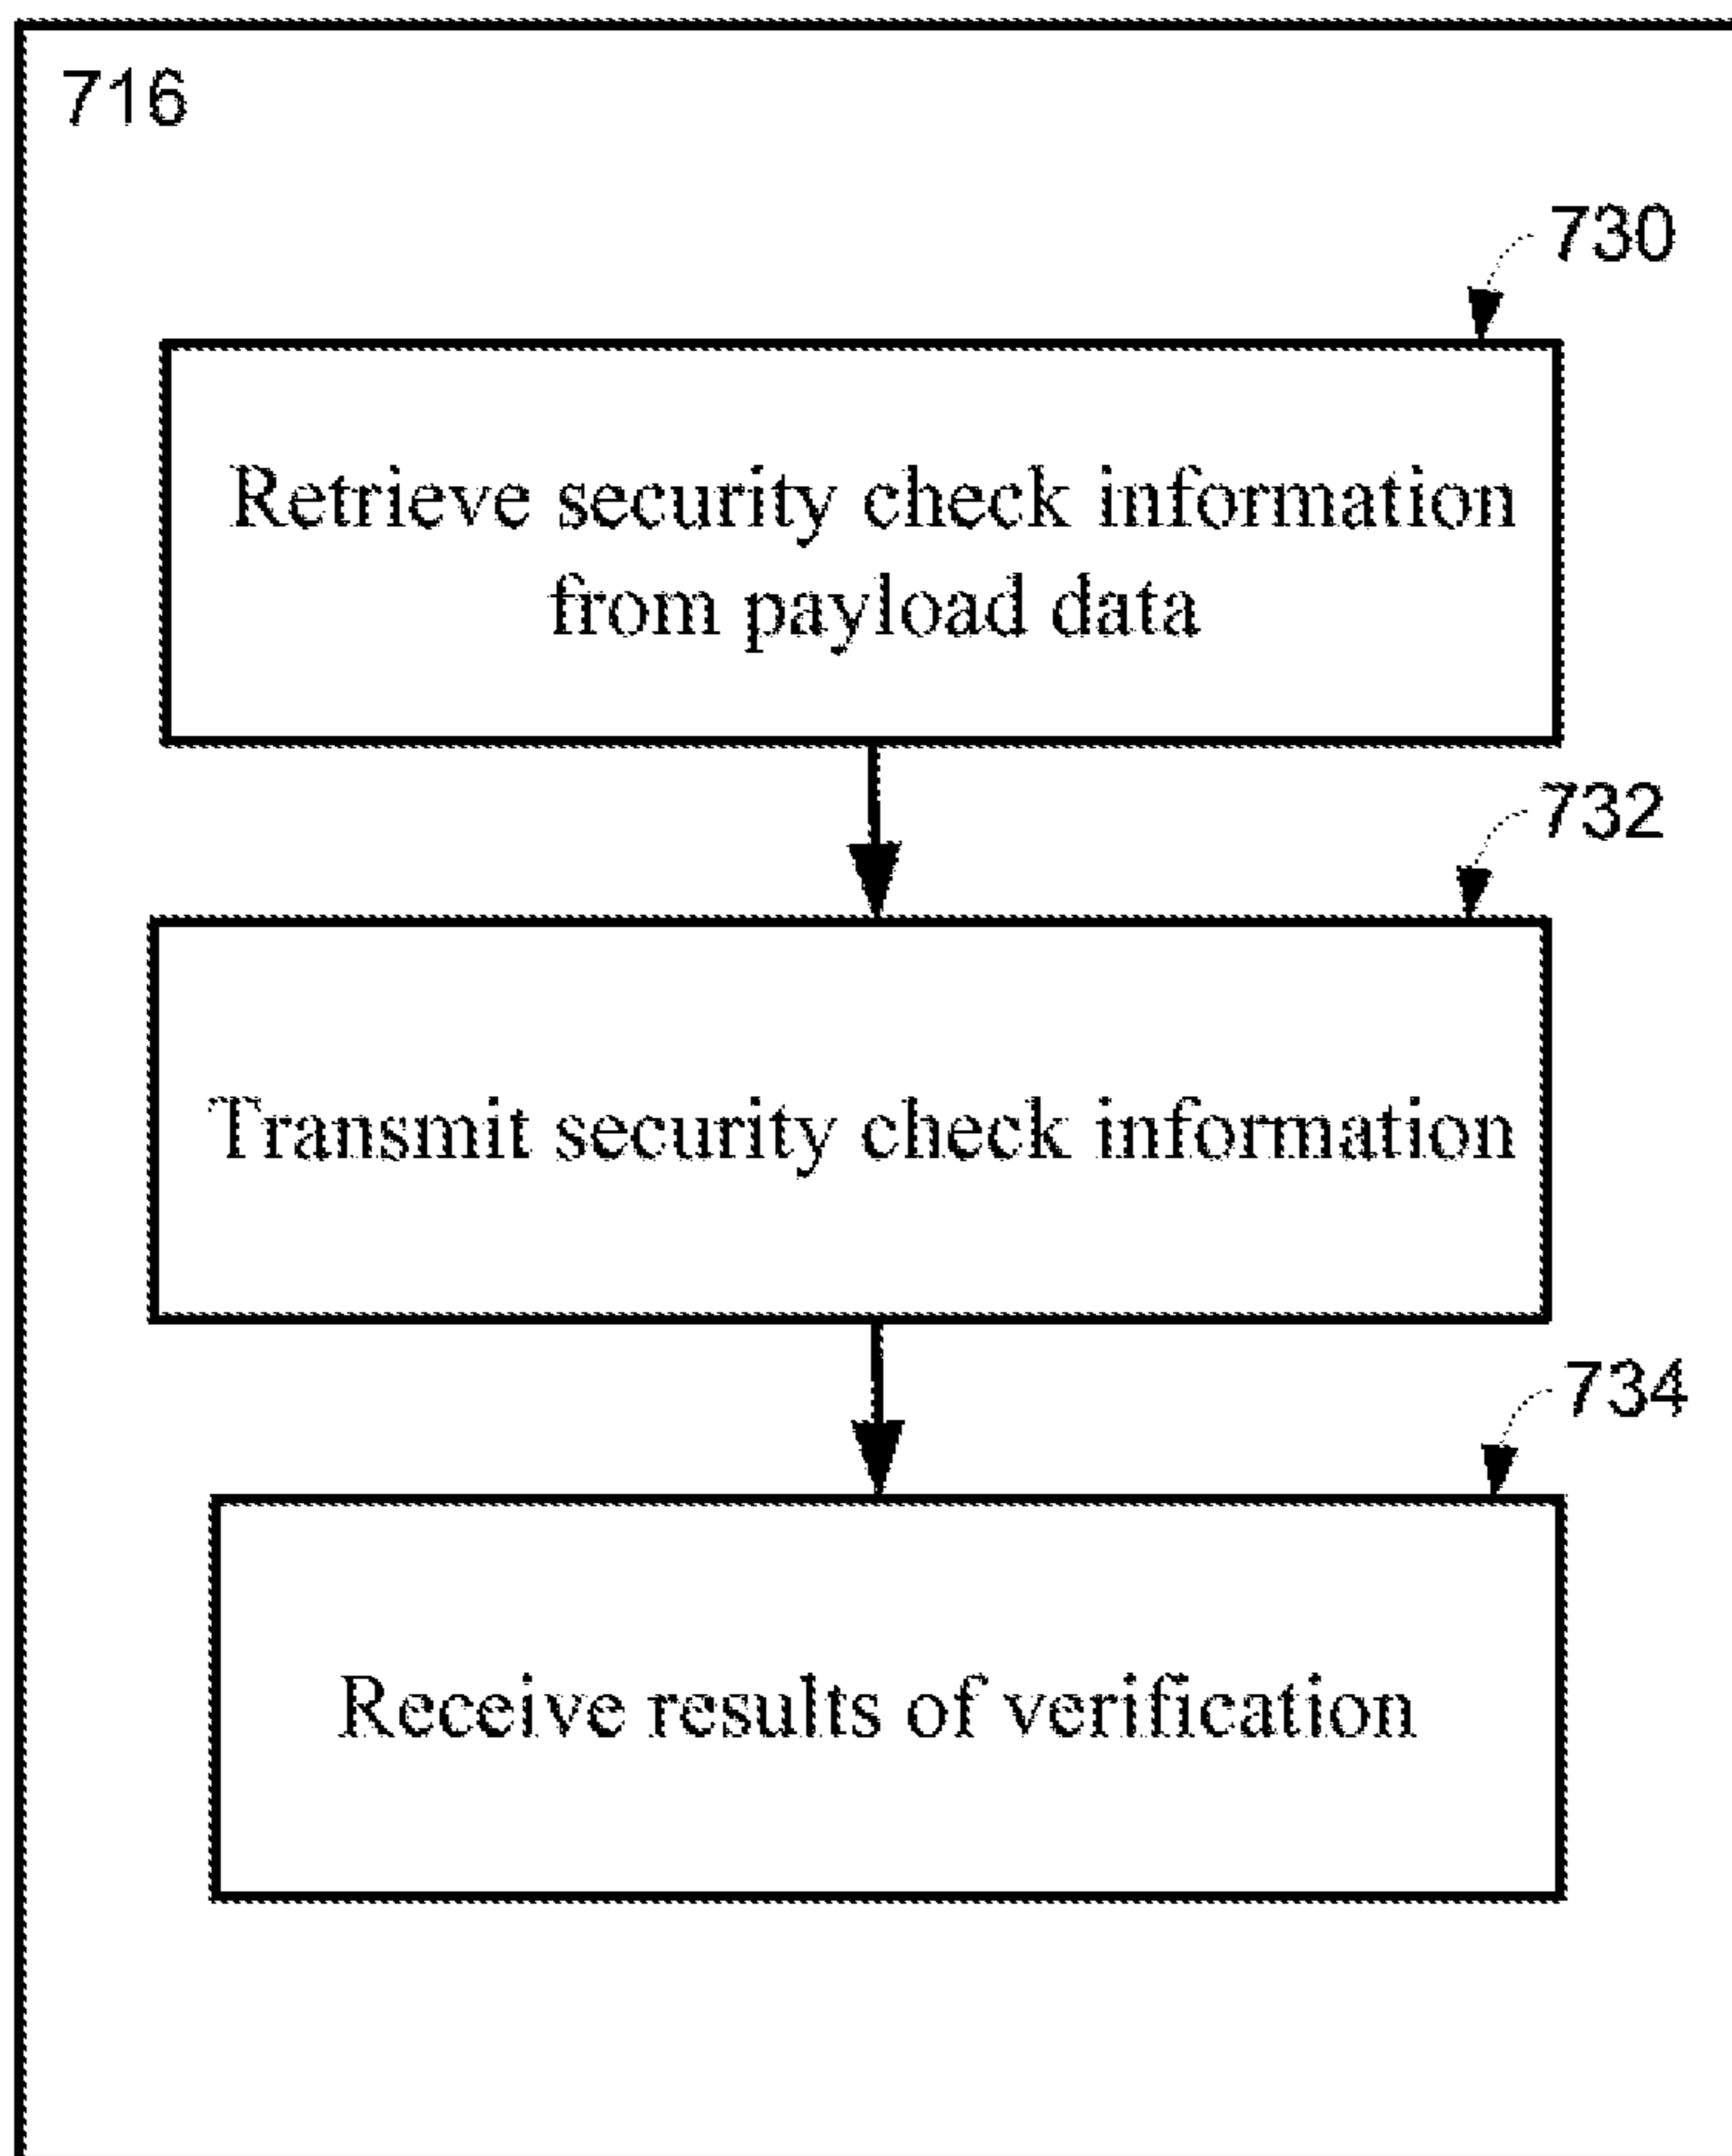 716
730
Retrieve security check information
from payload data
732
Transmit security check information
734
Receive results of verification